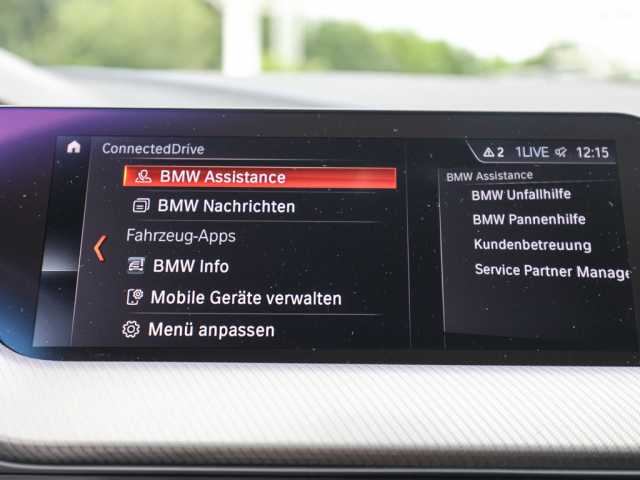 ConnectedDrive
2 1LIVE 12:15
BMW Assistance
BMW Nachrichten
Fahrzeug-Apps
BMW Info
Mobile Geräte verwalten
Menü anpassen
BMW Assistance
BMW Unfallhilfe
BMW Pannenhilfe
Kundenbetreuung
Service Partner Manage